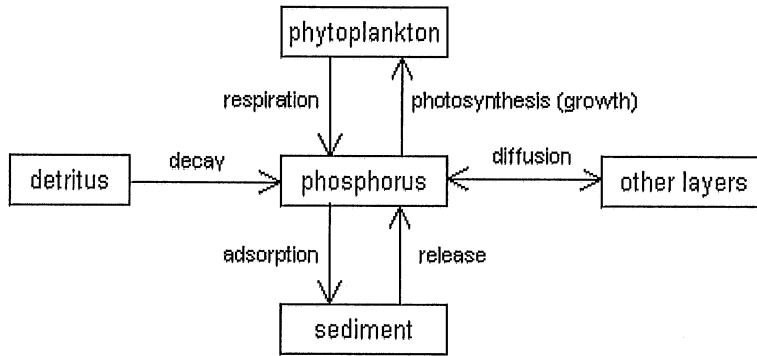 phytoplankton
respiration
photosynthesis (growth)
decay
diffusion
detritus
phosphorus
other layers
adsorption
release
sediment